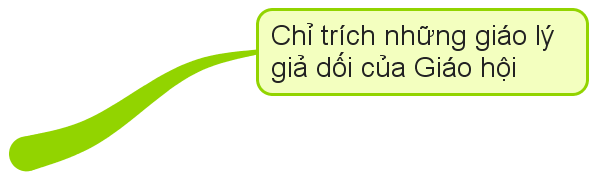 Chỉ trích những giáo lý
giả dối của Giáo hội